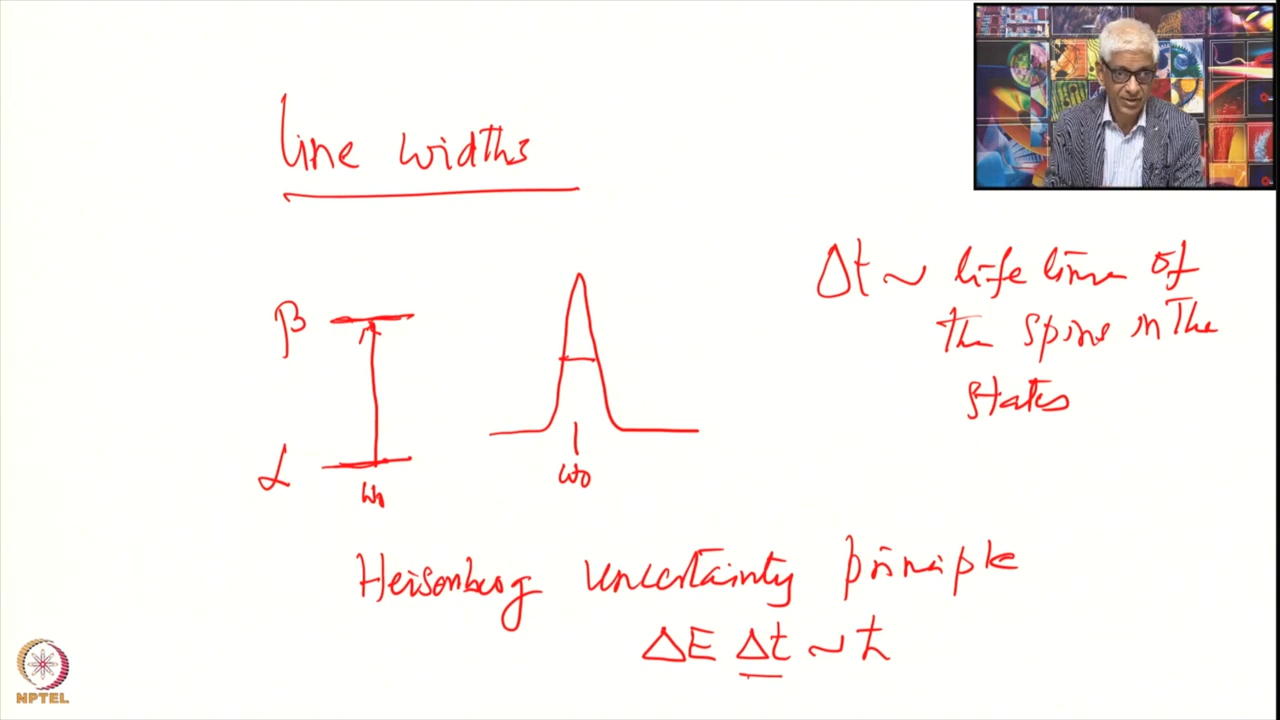 Line widths
Δt ~ life time of
the spins in the
states
β
α
ω₀
ω₀
Heisenberg uncertainty principle
ΔE Δt ~ ħ
NPTEL